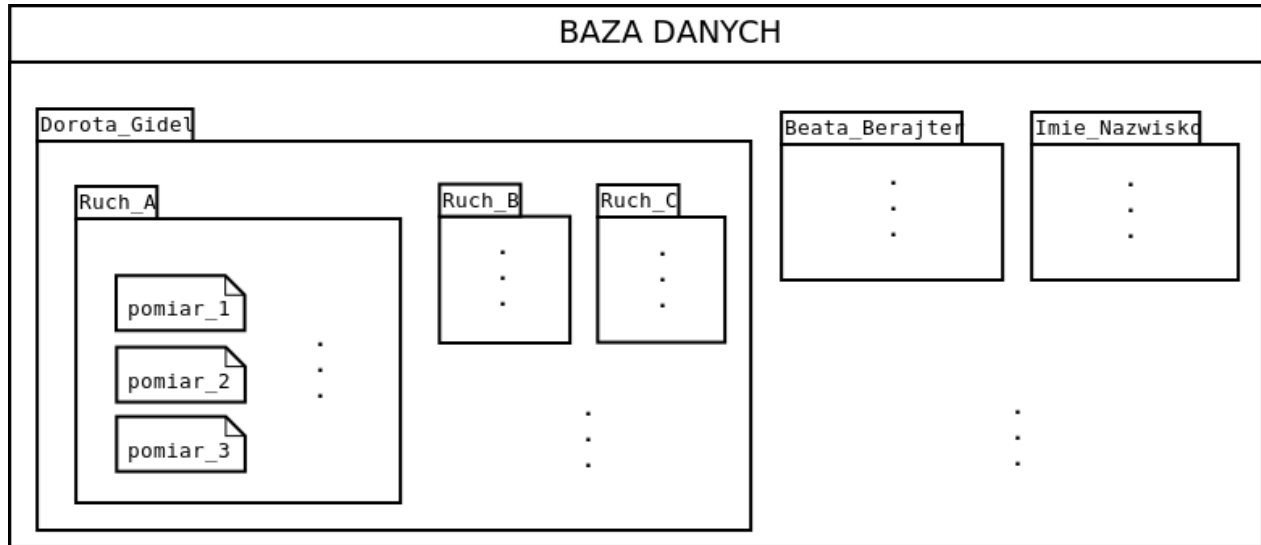 BAZA DANYCH
Dorota_Gidel
Beata_Berajter
Imie_Nazwisko
Ruch_A
Ruch_B
Ruch_C
pomiar_1
pomiar_2
pomiar_3